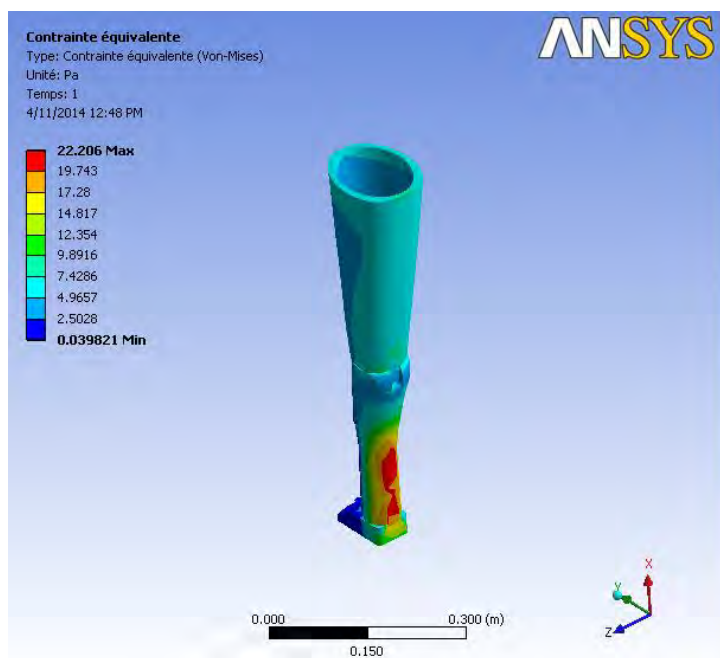 Contrainte équivalente
Type: Contrainte équivalente (Von-Mises)
Unité: Pa
Temps: 1
4/11/2014 12:48 PM
ANSYS
22.206 Max
19.743
17.28
14.817
12.354
9.8916
7.4286
4.9657
2.5028
0.039821 Min
0.000
0.300 (m)
0.150
X
Y
Z